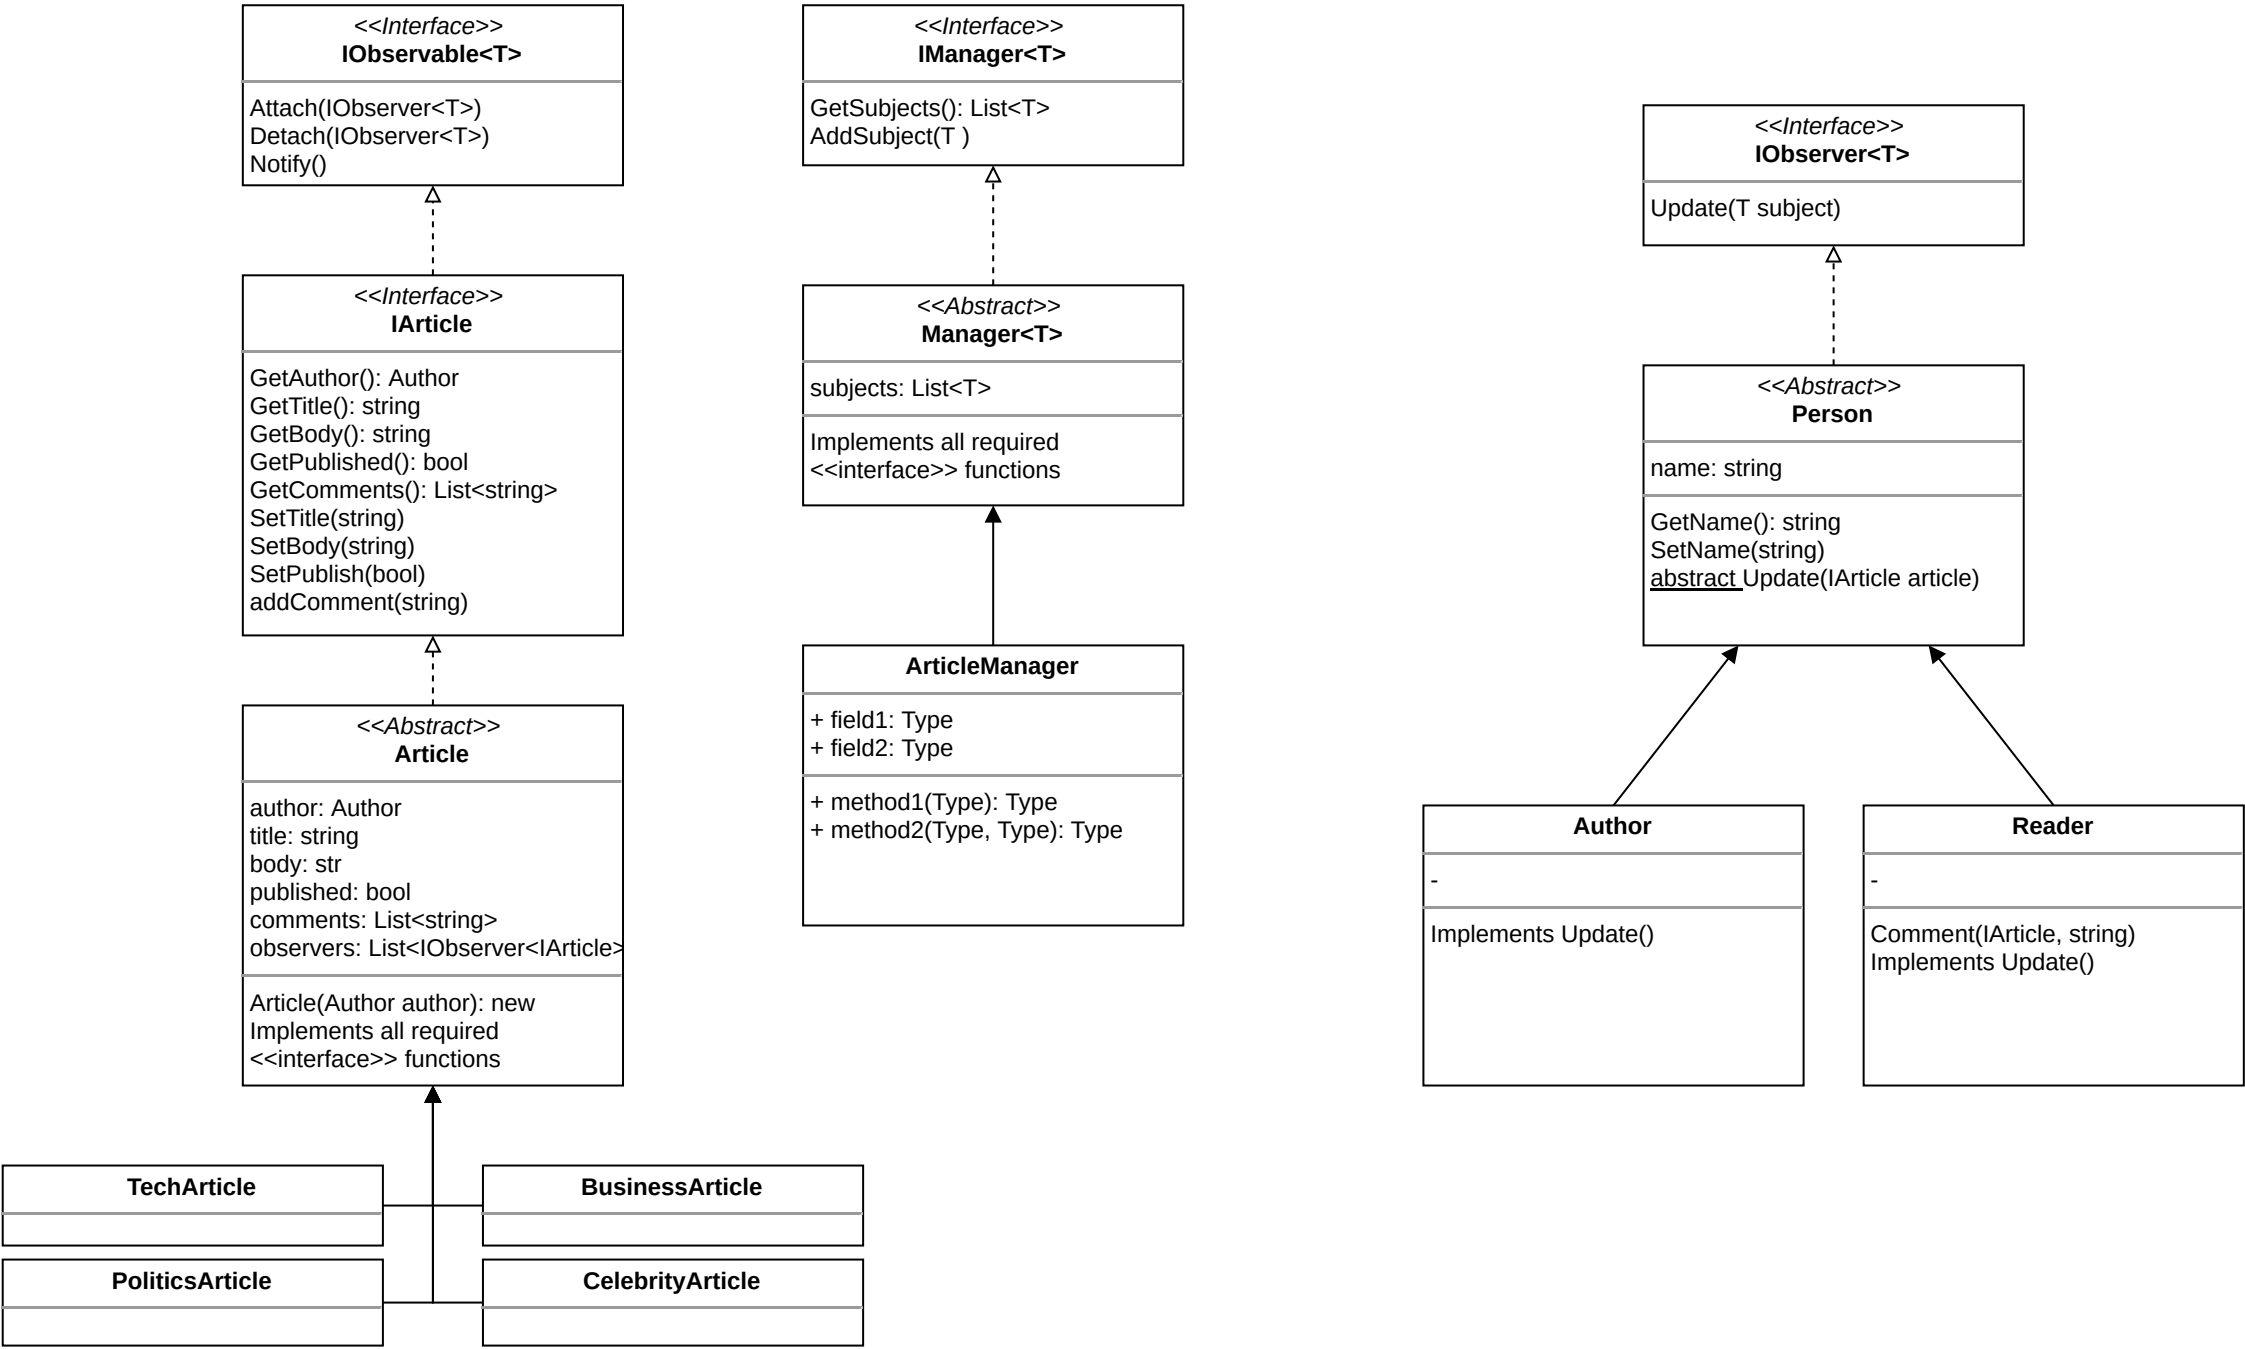 <<Interface>>
IObservable<T>
Attach(IObserver<T>)
Detach(IObserver<T>)
Notify()
<<Interface>>
IManager<T>
GetSubjects(): List<T>
AddSubject(T )
<<Interface>>
IObserver<T>
Update(T subject)
<<Interface>>
IArticle
GetAuthor(): Author
GetTitle(): string
GetBody(): string
GetPublished(): bool
GetComments(): List<string>
SetTitle(string)
SetBody(string)
SetPublish(bool)
addComment(string)
<<Abstract>>
Manager<T>
subjects: List<T>
Implements all required
<<interface>> functions
<<Abstract>>
Person
name: string
GetName(): string
SetName(string)
abstract Update(IArticle article)
<<Abstract>>
Article
author: Author
title: string
body: str
published: bool
comments: List<string>
observers: List<IObserver<IArticle>
Article(Author author): new
Implements all required
<<interface>> functions
ArticleManager
+ field1: Type
+ field2: Type
+ method1(Type): Type
+ method2(Type, Type): Type
Author
-
Implements Update()
Reader
-
Comment(IArticle, string)
Implements Update()
TechArticle
BusinessArticle
PoliticsArticle
CelebrityArticle